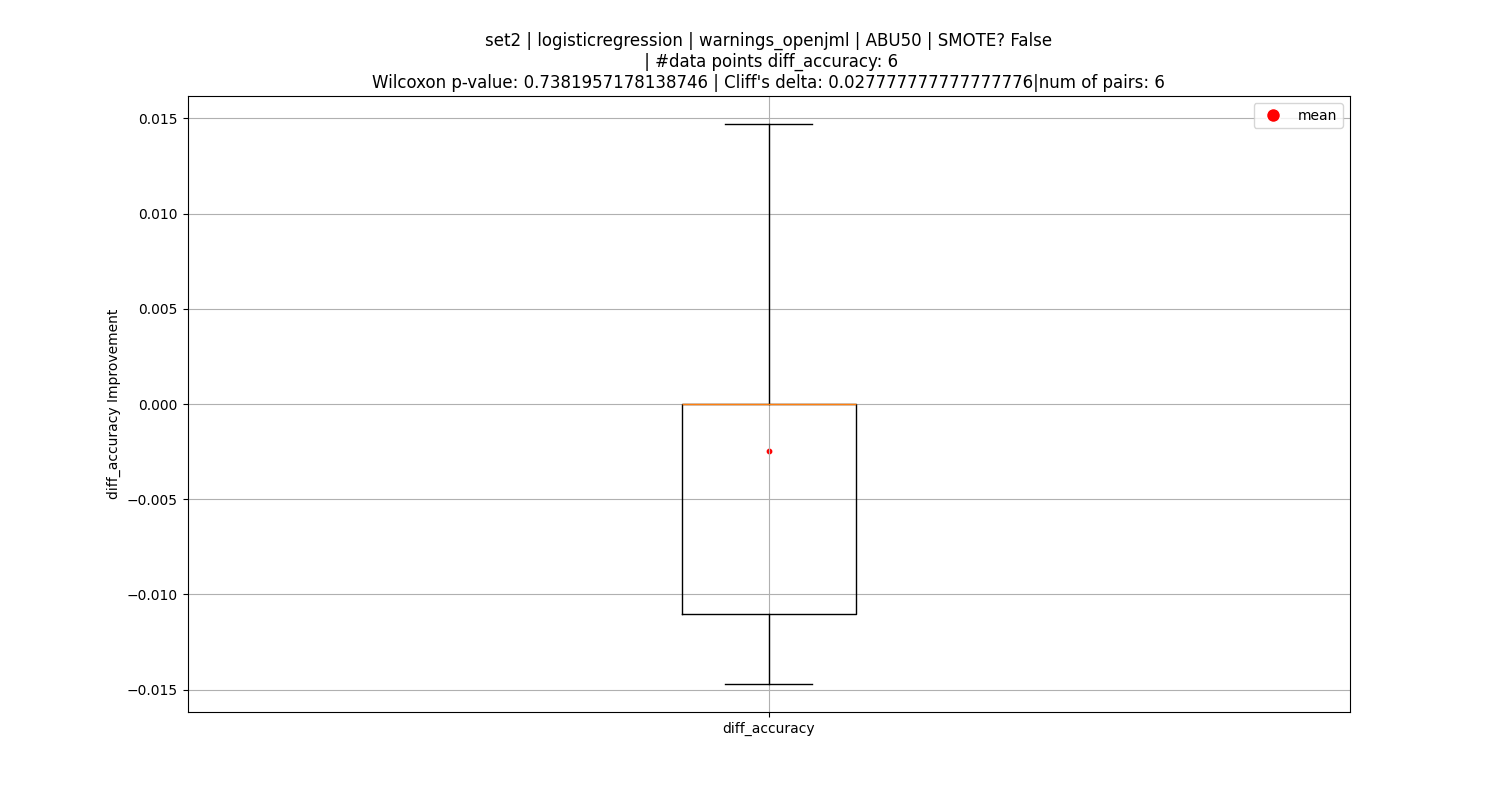 set2 | logisticregression | warnings_openjml | ABU50 | SMOTE? False
| #data points diff_accuracy: 6
Wilcoxon p-value: 0.7381957178138746 | Cliff's delta: 0.027777777777777776|num of pairs: 6
mean
0.015
0.010
0.005
0.000
−0.005
−0.010
−0.015
diff_accuracy Improvement
diff_accuracy